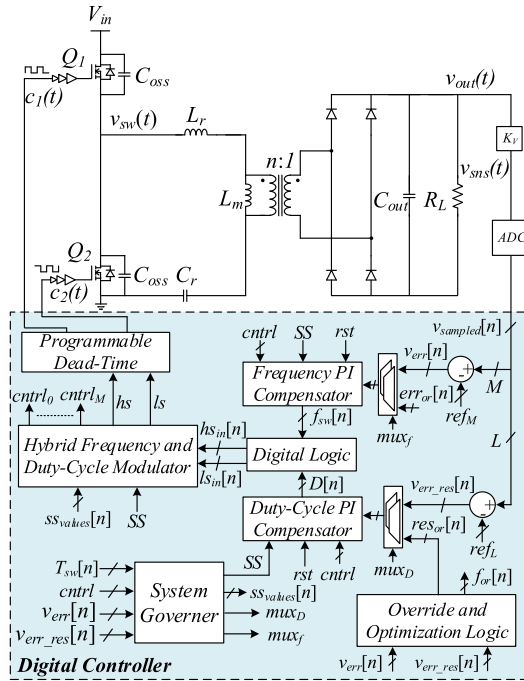 V_in
Q_1
C_oss
c_1(t)
v_sw(t)
L_r
n:1
L_m
v_out(t)
K_V
v_sns(t)
C_out
R_L
ADC
Q_2
C_oss
C_r
c_2(t)
v_sampled[n]
Programmable
Dead-Time
cntrl
SS
rst
Frequency PI
Compensator
v_err[n]
error[n]
M
ref_M
mux_f
cntrl_0
cntrl_M
hs
ls
f_sw[n]
L
Hybrid Frequency and
Duty-Cycle Modulator
hs_in[n]
ls_in[n]
Digital Logic
D[n]
v_err_res[n]
ss_values[n]
SS
Duty-Cycle PI
Compensator
res_or[n]
ref_L
SS
rst
cntrl
mux_D
f_or[n]
T_sw[n]
cntrl
v_err[n]
v_err_res[n]
System
Governer
ss_values[n]
mux_D
mux_f
Override and
Optimization Logic
Digital Controller
v_err[n]
v_err_res[n]